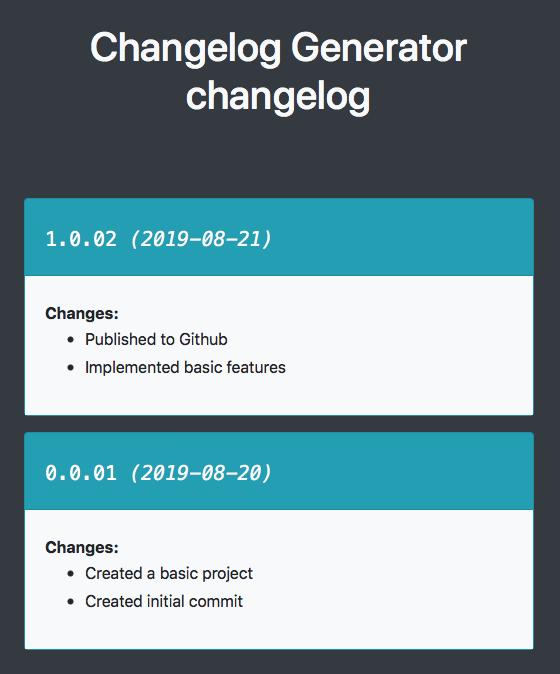 Changelog Generator
changelog
1.0.02 (2019-08-21)
Changes:
Published to Github
Implemented basic features
0.0.01 (2019-08-20)
Changes:
Created a basic project
Created initial commit